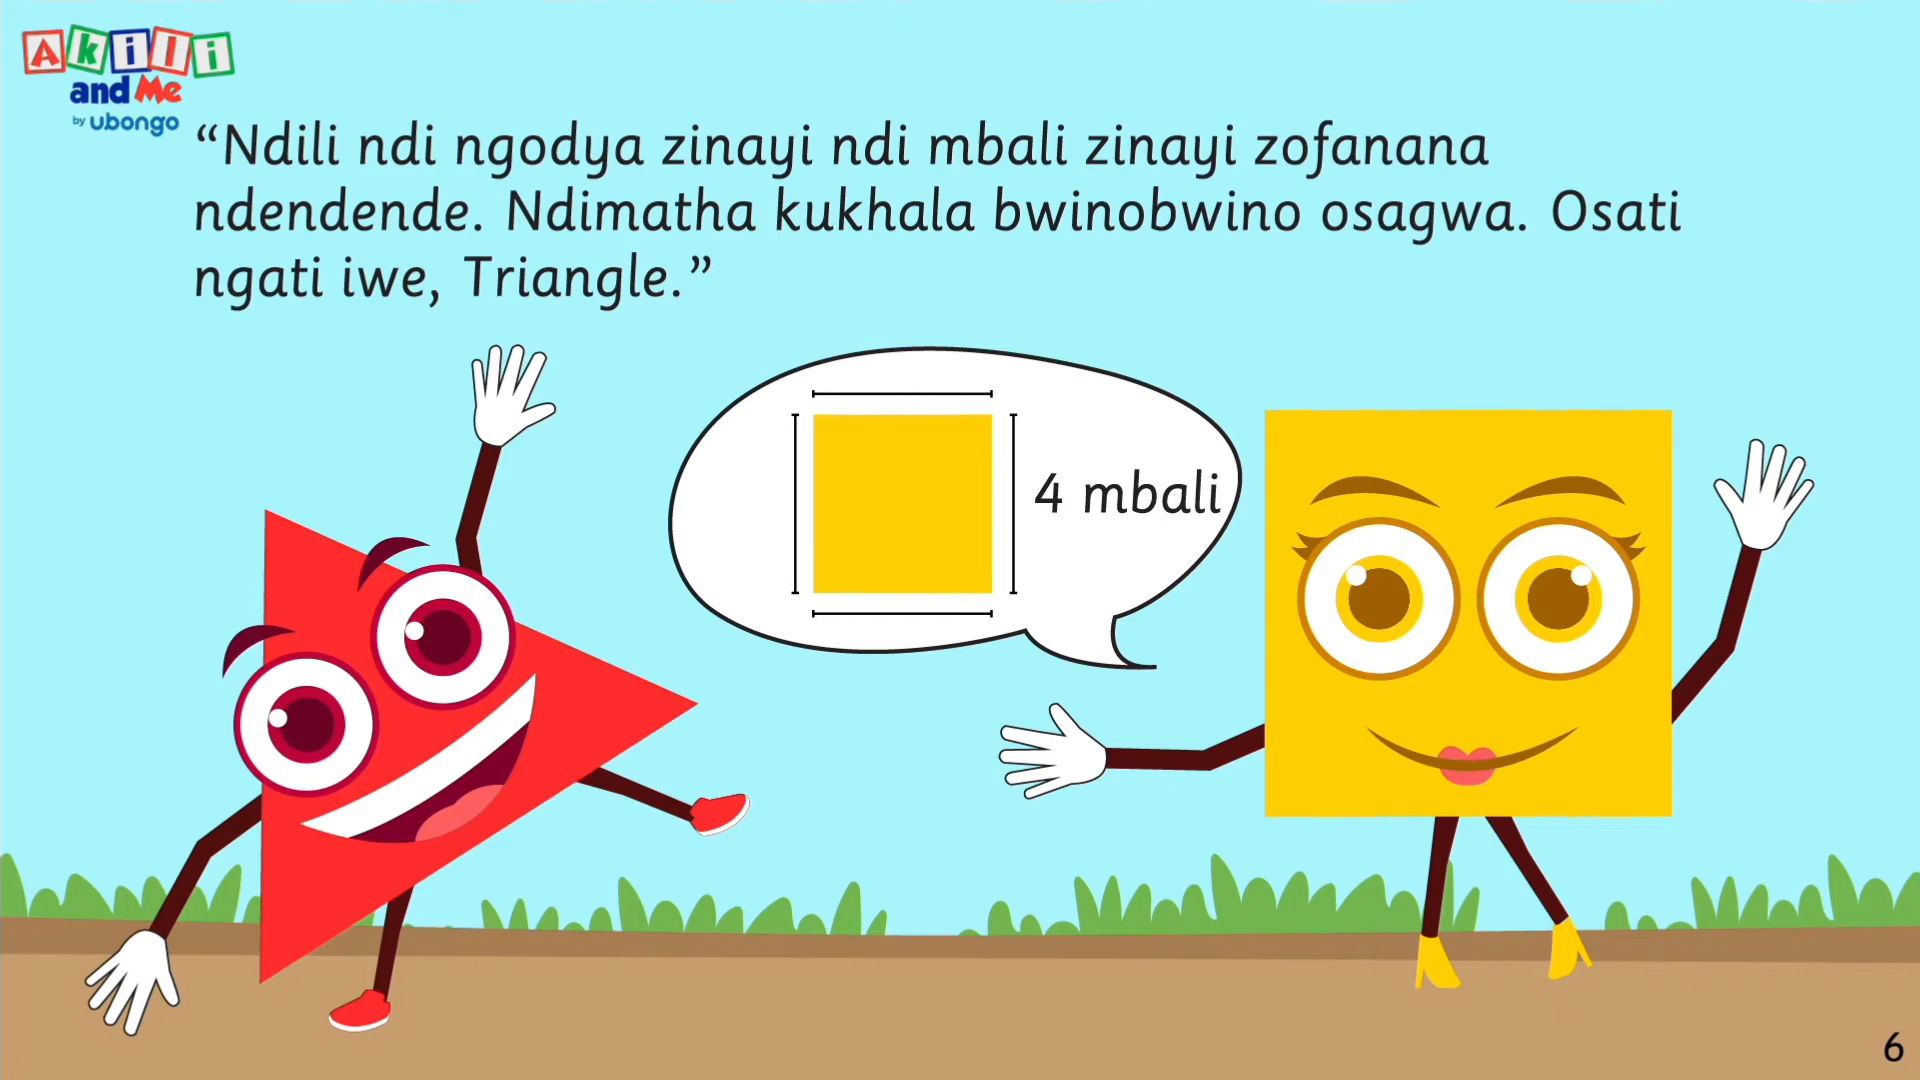 Akili
and Me
by ubongo
“Ndili ndi ngodya zinayi ndi mbali zinayi zofanana
ndendende. Ndimatha kukhala bwinobwino osagwa. Osati
ngati iwe, Triangle.”
4 mbali
6